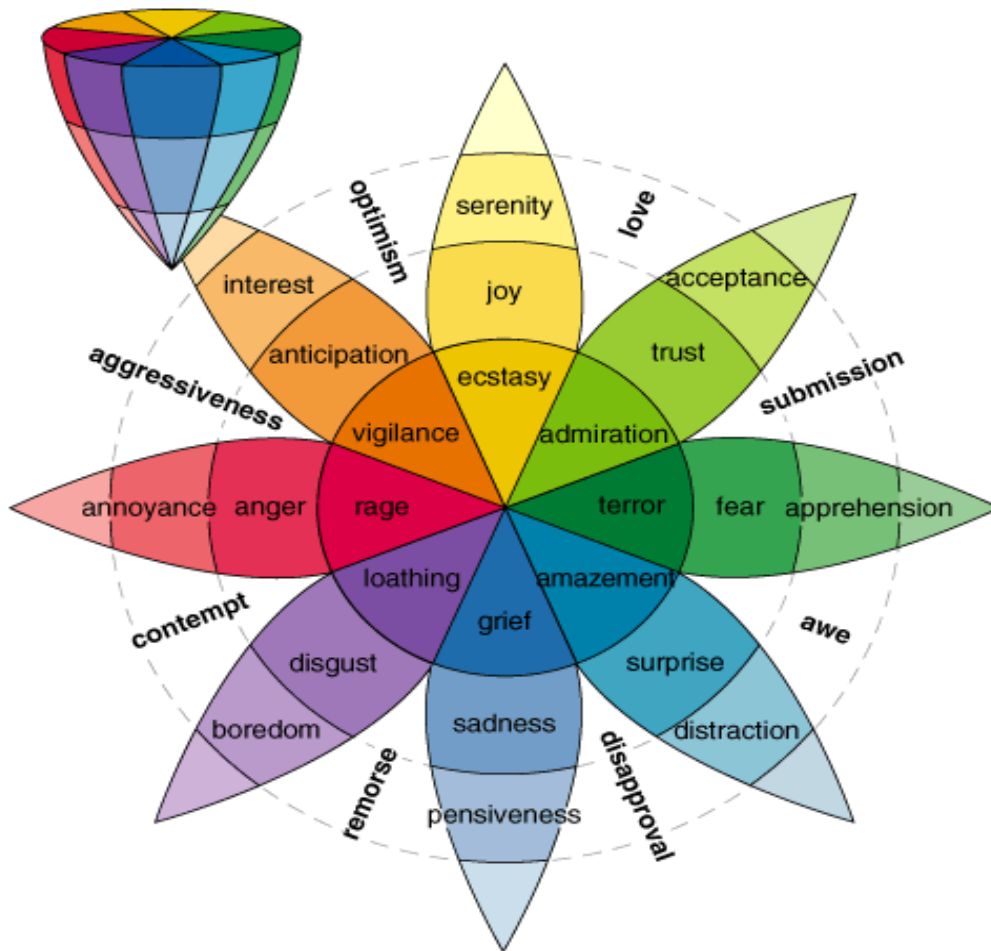 optimism
love
serenity
interest
acceptance
joy
anticipation
trust
aggressiveness
submission
ecstasy
vigilance
admiration
annoyance
anger
rage
terror
fear
apprehension
loathing
amazement
contempt
grief
awe
disgust
surprise
boredom
sadness
distraction
remorse
disapproval
pensiveness